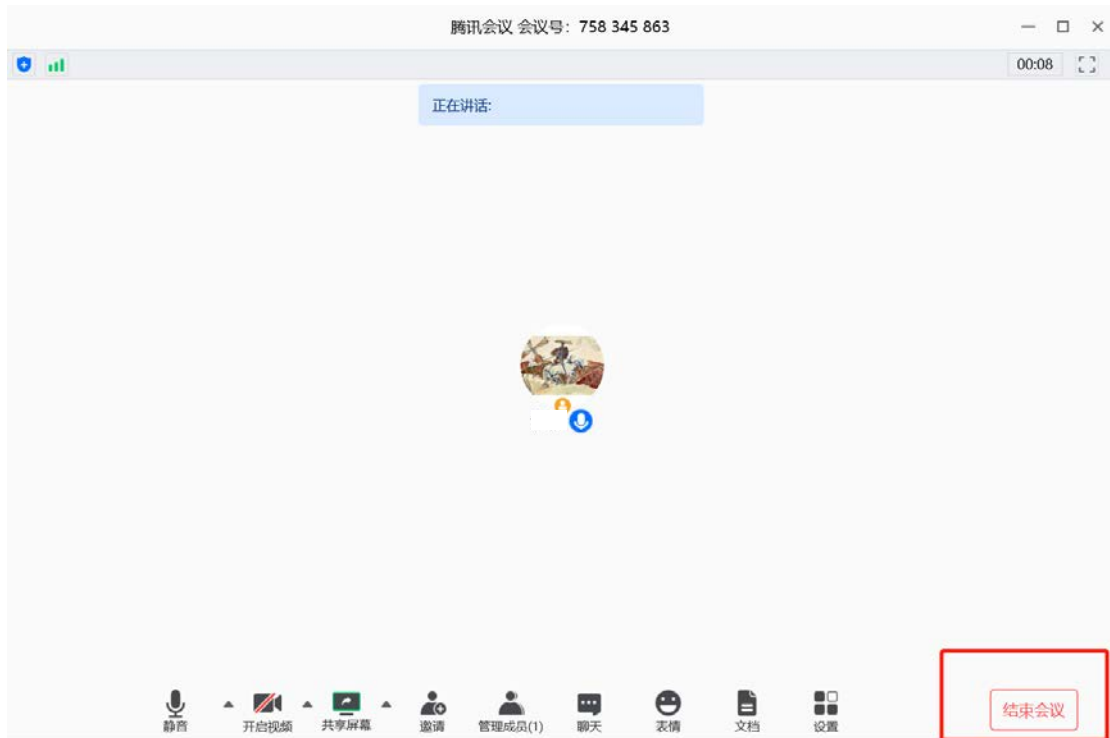 腾讯会议 会议号：758 345 863
00:08
正在讲话:
静音
开启视频
共享屏幕
邀请
管理成员(1)
聊天
表情
文档
设置
结束会议